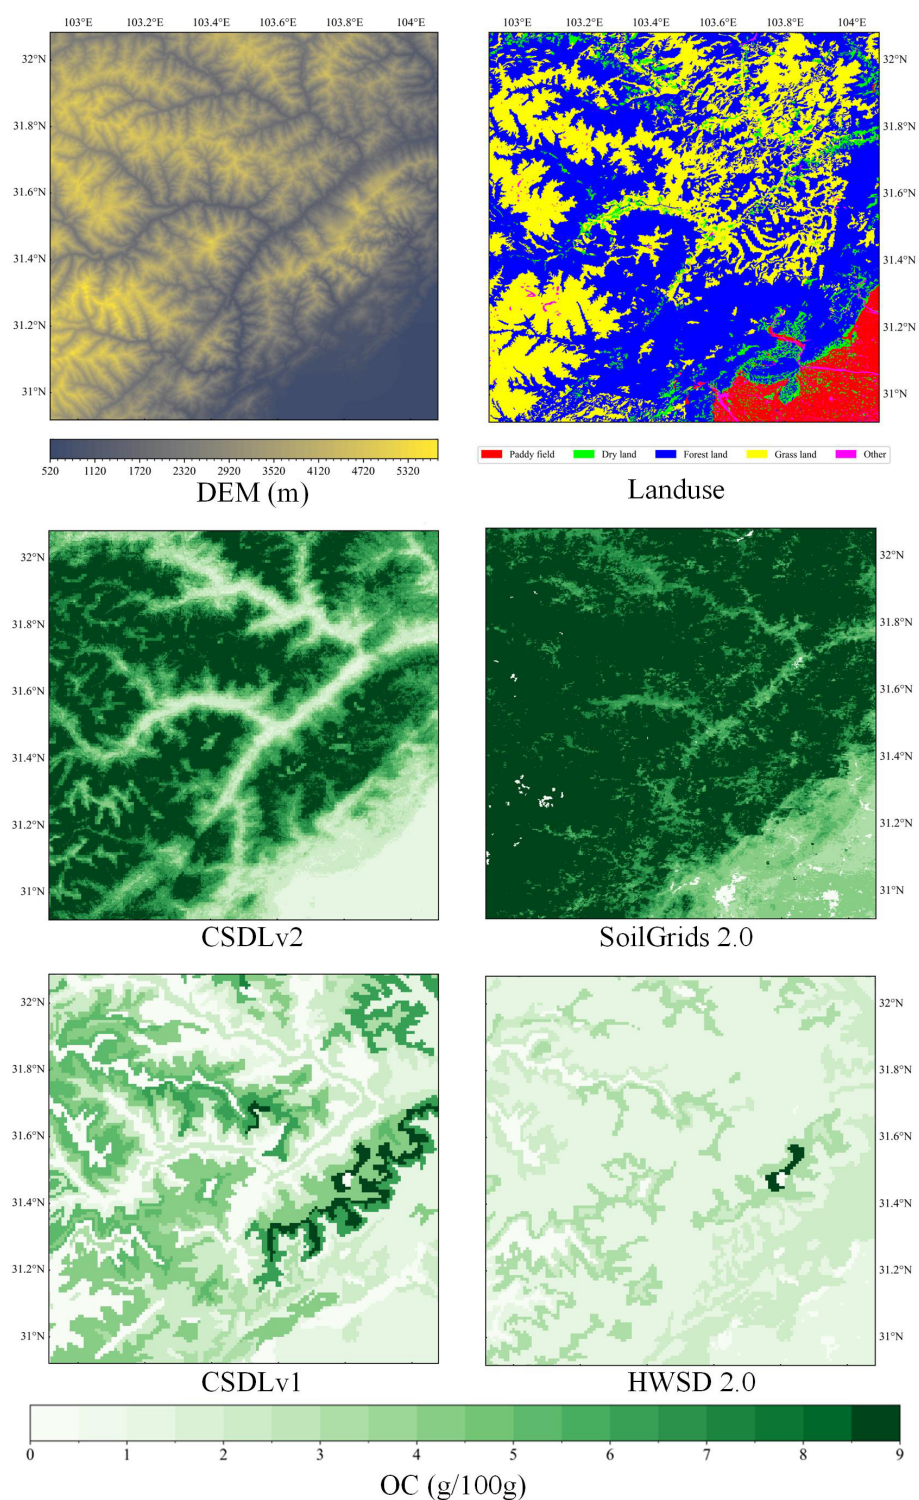 103°E 103.2°E 103.4°E 103.6°E 103.8°E 104°E
103°E 103.2°E 103.4°E 103.6°E 103.8°E 104°E
32°N
31.8°N
31.6°N
31.4°N
31.2°N
31°N
32°N
31.8°N
31.6°N
31.4°N
31.2°N
31°N
520 1120 1720 2320 2920 3520 4120 4720 5320
DEM (m)
Paddy field Dry land Forest land Grass land Other
Landuse
32°N
31.8°N
31.6°N
31.4°N
31.2°N
31°N
32°N
31.8°N
31.6°N
31.4°N
31.2°N
31°N
CSDLv2
SoilGrids 2.0
32°N
31.8°N
31.6°N
31.4°N
31.2°N
31°N
32°N
31.8°N
31.6°N
31.4°N
31.2°N
31°N
CSDLv1
HWSD 2.0
0 1 2 3 4 5 6 7 8 9
OC (g/100g)